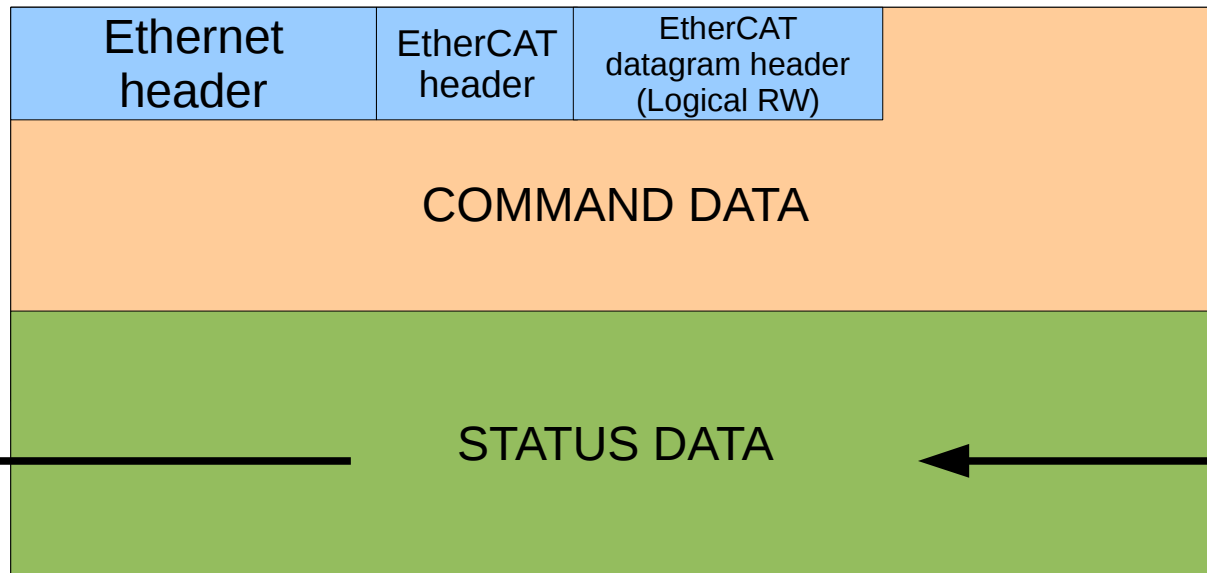 Ethernet
header
EtherCAT
header
EtherCAT
datagram header
(Logical RW)
COMMAND DATA
STATUS DATA